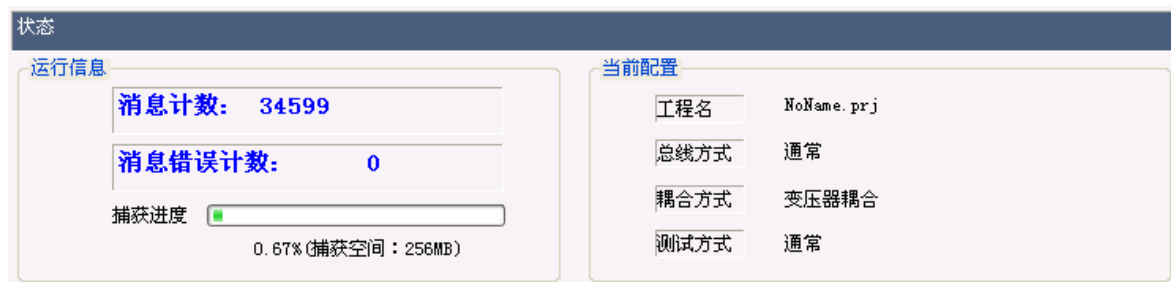 状态
运行信息
消息计数: 34599
消息错误计数: 0
捕获进度
0.67%(捕获空间:256MB)
当前配置
工程名 NoName.prj
总线方式 通常
耦合方式 变压器耦合
测试方式 通常